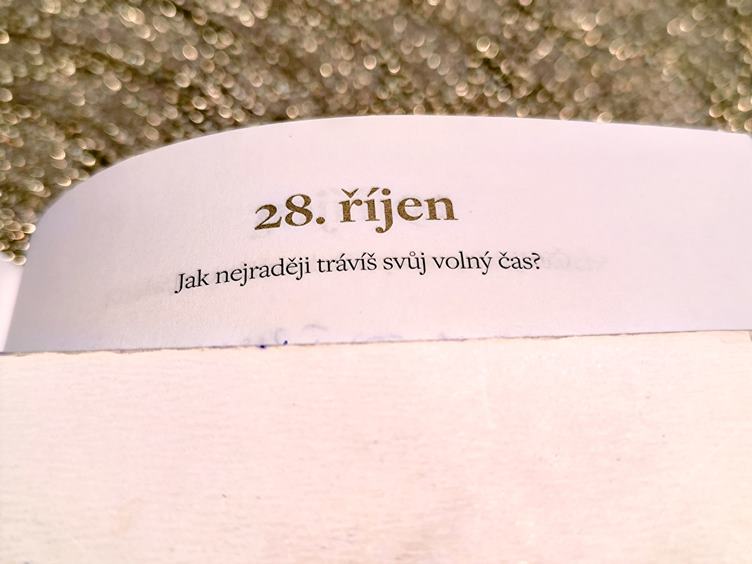 28. říjen
Jak nejraději trávíš svůj volný čas?